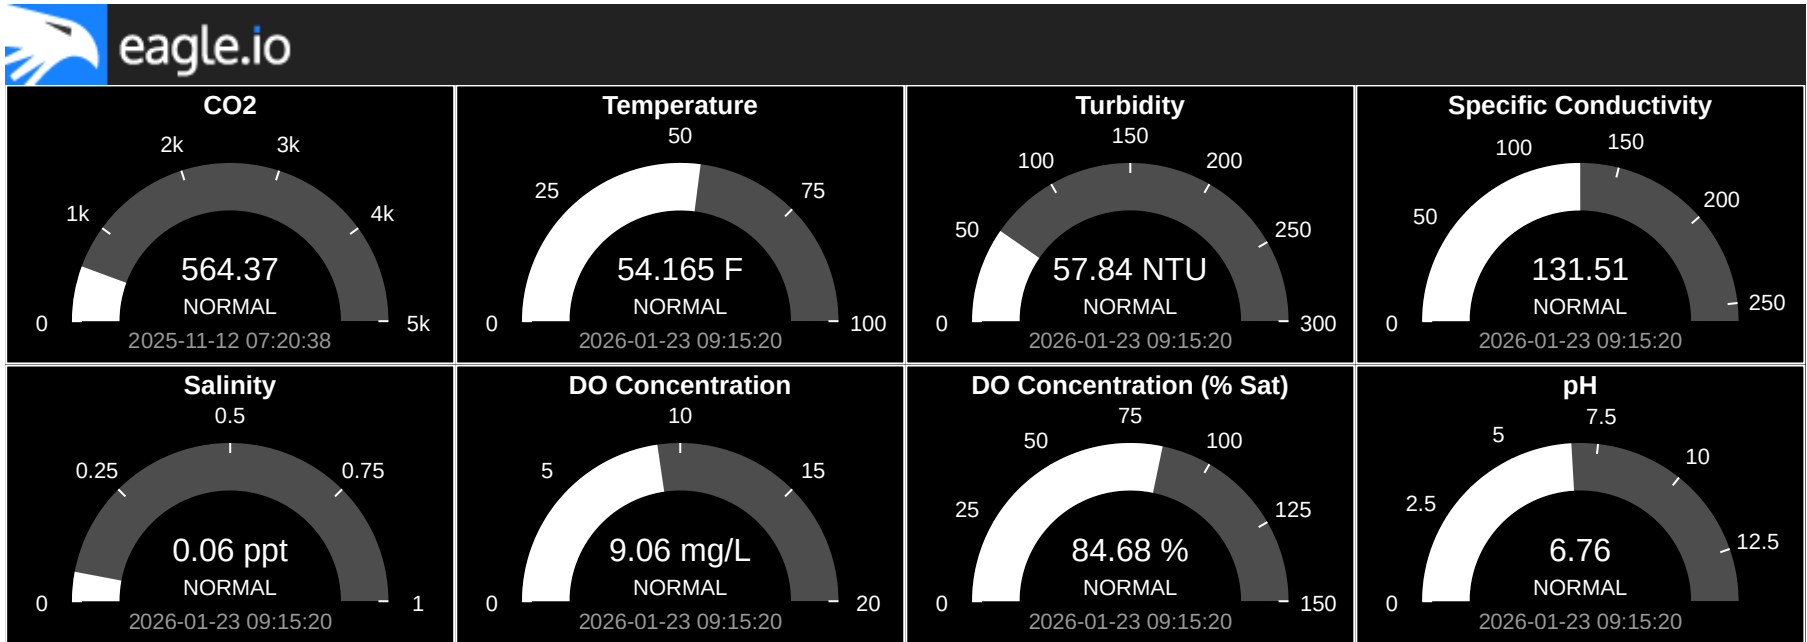 eagle.io
CO2
0
1k
2k
3k
4k
5k
564.37
NORMAL
2025-11-12 07:20:38
Temperature
0
25
50
75
100
54.165 F
NORMAL
2026-01-23 09:15:20
Turbidity
0
50
100
150
200
250
300
57.84 NTU
NORMAL
2026-01-23 09:15:20
Specific Conductivity
0
50
100
150
200
250
131.51
NORMAL
2026-01-23 09:15:20
Salinity
0
0.25
0.5
0.75
1
0.06 ppt
NORMAL
2026-01-23 09:15:20
DO Concentration
0
5
10
15
20
9.06 mg/L
NORMAL
2026-01-23 09:15:20
DO Concentration (% Sat)
0
25
50
75
100
125
150
84.68 %
NORMAL
2026-01-23 09:15:20
pH
0
2.5
5
7.5
10
12.5
6.76
NORMAL
2026-01-23 09:15:20